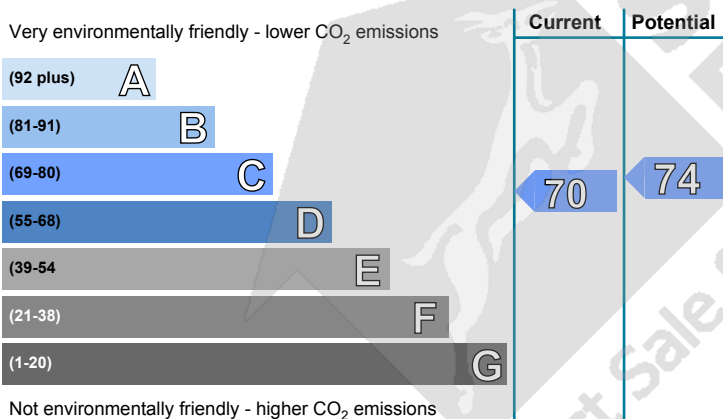 Current Potential
Very environmentally friendly - lower CO₂ emissions
(92 plus) A
(81-91) B
(69-80) C
70 74
(55-68) D
(39-54 E
(21-38) F
(1-20) G
Not environmentally friendly - higher CO₂ emissions
Sale